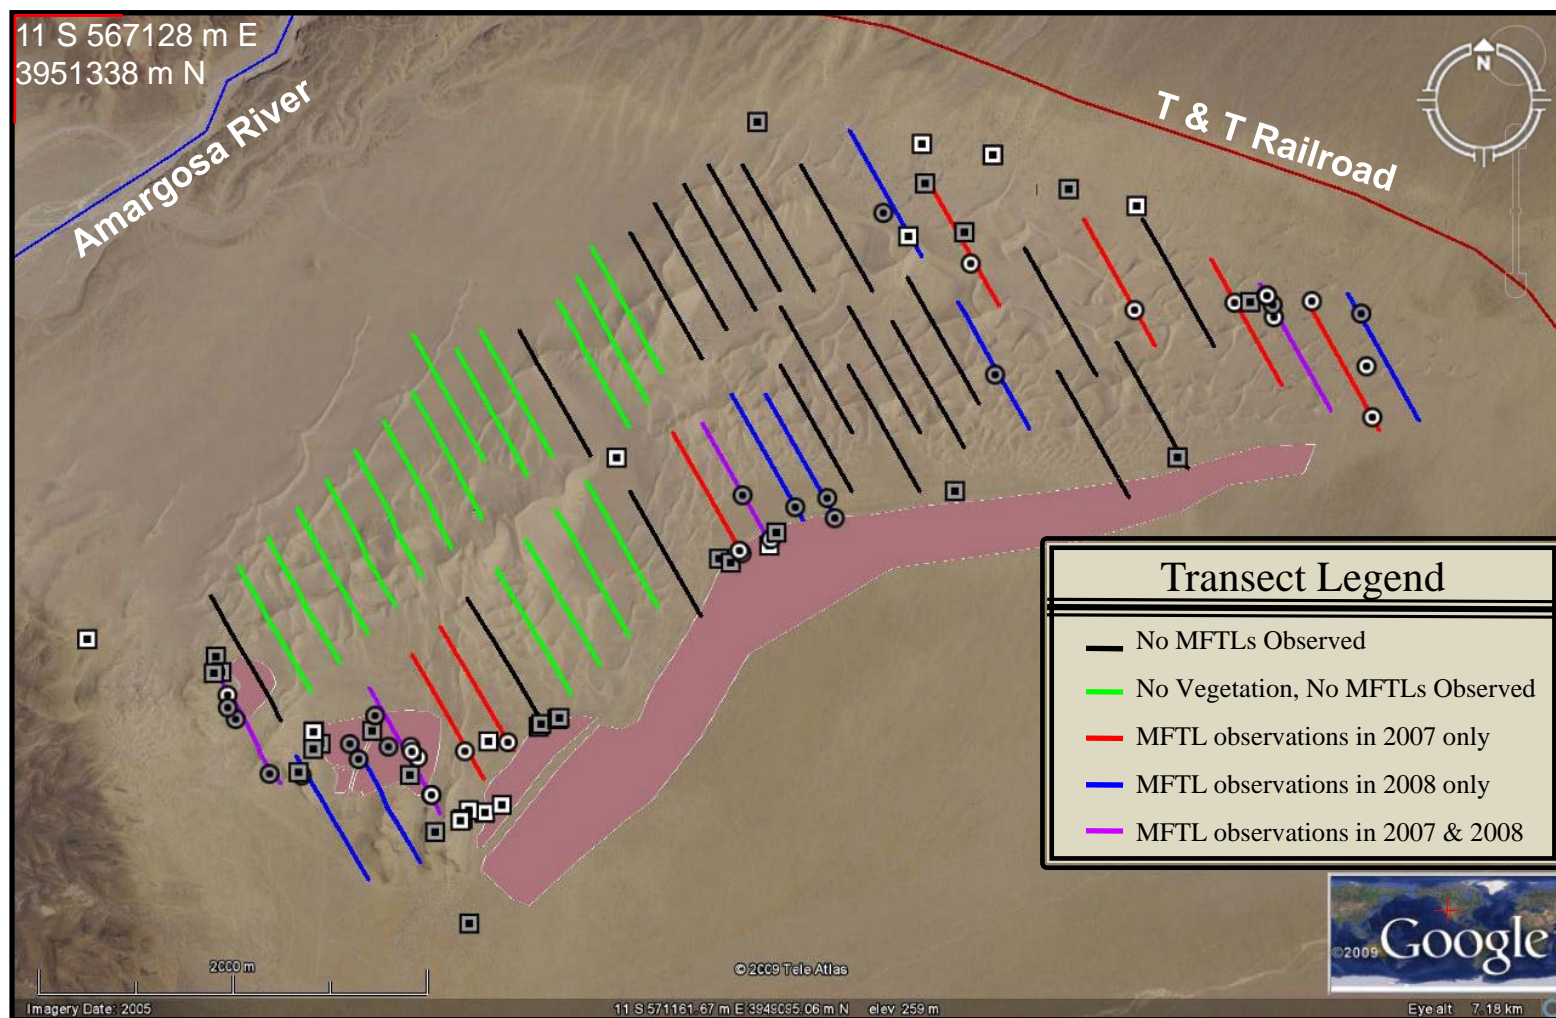 11 S 567128 m E
3951338 m N
Amargosa River
T & T Railroad
N
Transect Legend
No MFTLs Observed
No Vegetation, No MFTLs Observed
MFTL observations in 2007 only
MFTL observations in 2008 only
MFTL observations in 2007 & 2008
©2009 Google
2000 m
© 2009 Tele Atlas
Imagery Date: 2005
11 S 571161.67 m E 3949095.06 m N elev 259 m
Eye alt 7.18 km